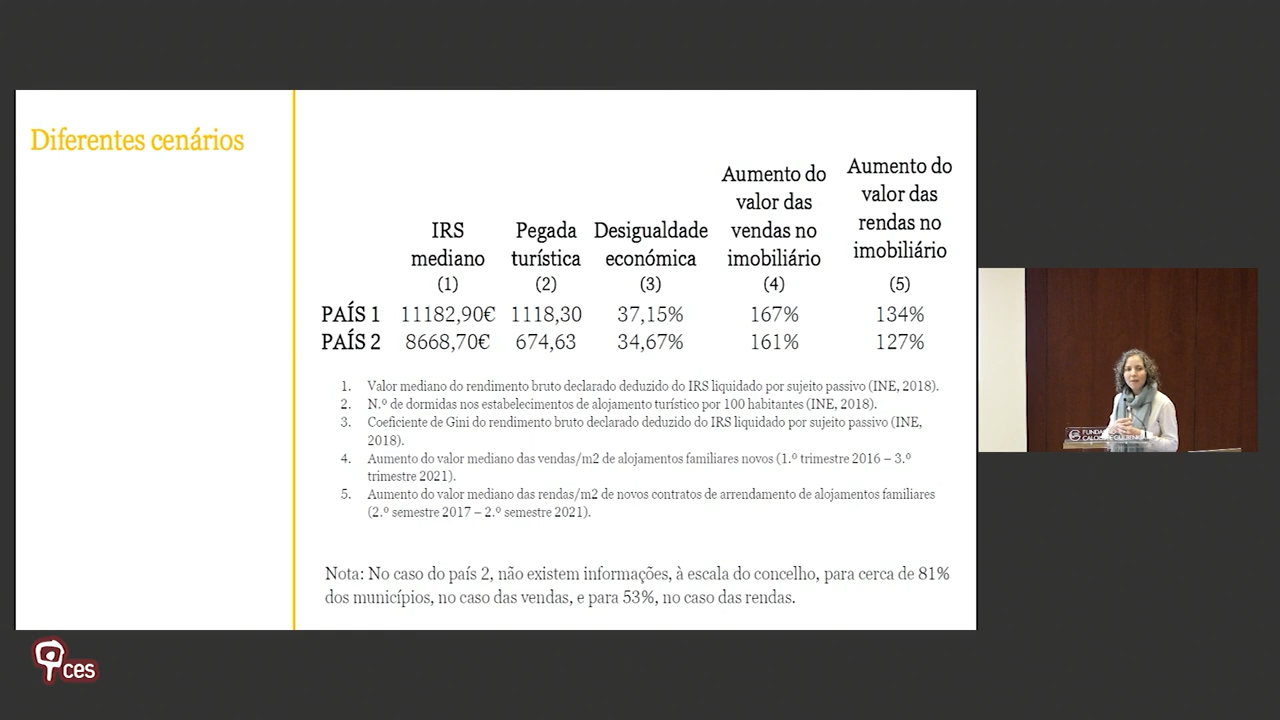 Diferentes cenários
IRS
mediano
(1)
Pegada
turística
(2)
Desigualdade
económica
(3)
Aumento do
valor das
vendas no
imobiliário
(4)
Aumento do
valor das
rendas no
imobiliário
(5)
PAÍS 1 11182,90€ 1118,30 37,15% 167% 134%
PAÍS 2 8668,70€ 674,63 34,67% 161% 127%
1. Valor mediano do rendimento bruto declarado deduzido do IRS liquidado por sujeito passivo (INE, 2018).
2. N.º de dormidas nos estabelecimentos de alojamento turístico por 100 habitantes (INE, 2018).
3. Coeficiente de Gini do rendimento bruto declarado deduzido do IRS liquidado por sujeito passivo (INE,
2018).
4. Aumento do valor mediano das vendas/m2 de alojamentos familiares novos (1.º trimestre 2016 – 3.º
trimestre 2021).
5. Aumento do valor mediano das rendas/m2 de novos contratos de arrendamento de alojamentos familiares
(2.º semestre 2017 – 2.º semestre 2021).
Nota: No caso do país 2, não existem informações, à escala do concelho, para cerca de 81%
dos municípios, no caso das vendas, e para 53%, no caso das rendas.
ces